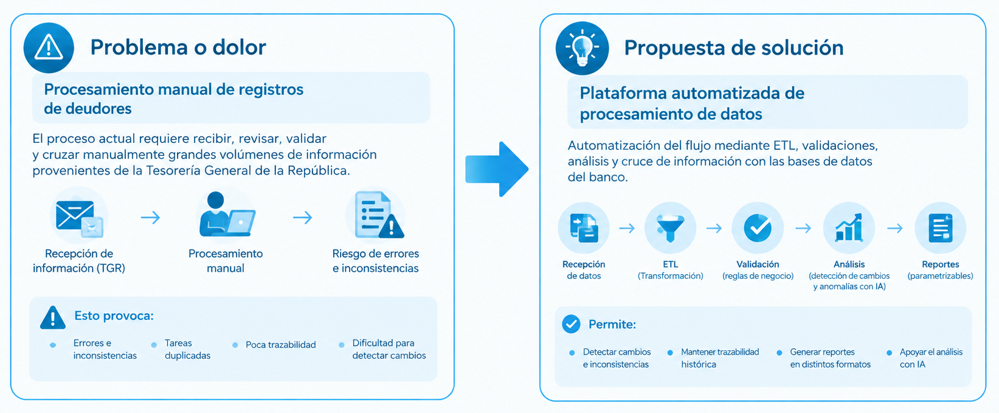 Problema o dolor
Procesamiento manual de registros
de deudores
El proceso actual requiere recibir, revisar, validar
y cruzar manualmente grandes volúmenes de información
provenientes de la Tesorería General de la República.
Recepción de
información (TGR)
Procesamiento
manual
Riesgo de errores
e inconsistencias
Esto provoca:
Errores e
inconsistencias
Tareas
duplicadas
Poca trazabilidad
Dificultad para
detectar cambios
Propuesta de solución
Plataforma automatizada de
procesamiento de datos
Automatización del flujo mediante ETL, validaciones,
análisis y cruce de información con las bases de datos
del banco.
Recepción
de datos
ETL
(Transformación)
Validación
(reglas de negocio)
Análisis
(detección de cambios
y anomalías con IA)
Reportes
(parametrizables)
Permite:
Detectar cambios
e inconsistencias
Mantener trazabilidad
histórica
Generar reportes
en distintos formatos
Apoyar el análisis
con IA